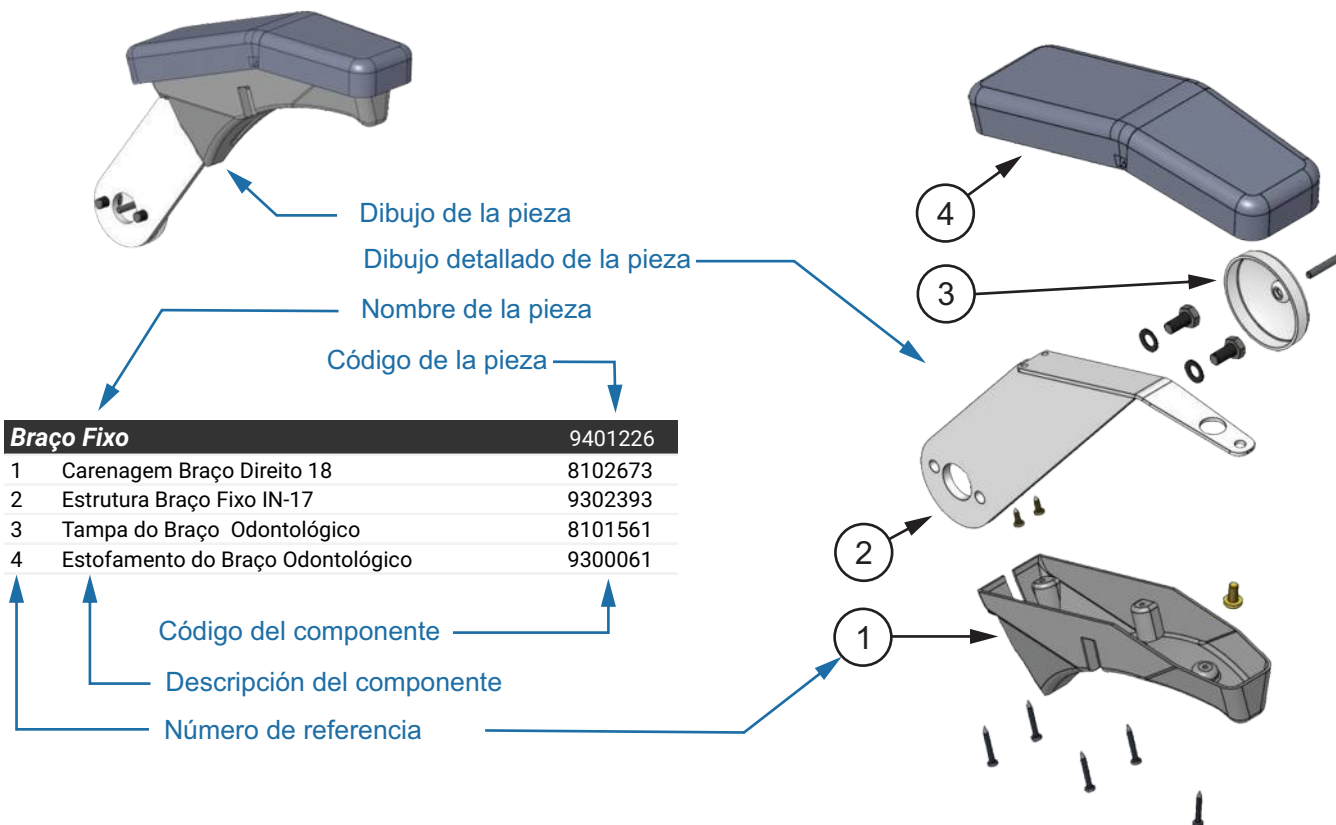 Dibujo de la pieza
Dibujo detallado de la pieza
Nombre de la pieza
Código de la pieza
Braço Fixo 9401226
1 Carenagem Braço Direito 18 8102673
2 Estrutura Braço Fixo IN-17 9302393
3 Tampa do Braço Odontológico 8101561
4 Estofamento do Braço Odontológico 9300061
Código del componente
Descripción del componente
Número de referencia
4
3
2
1